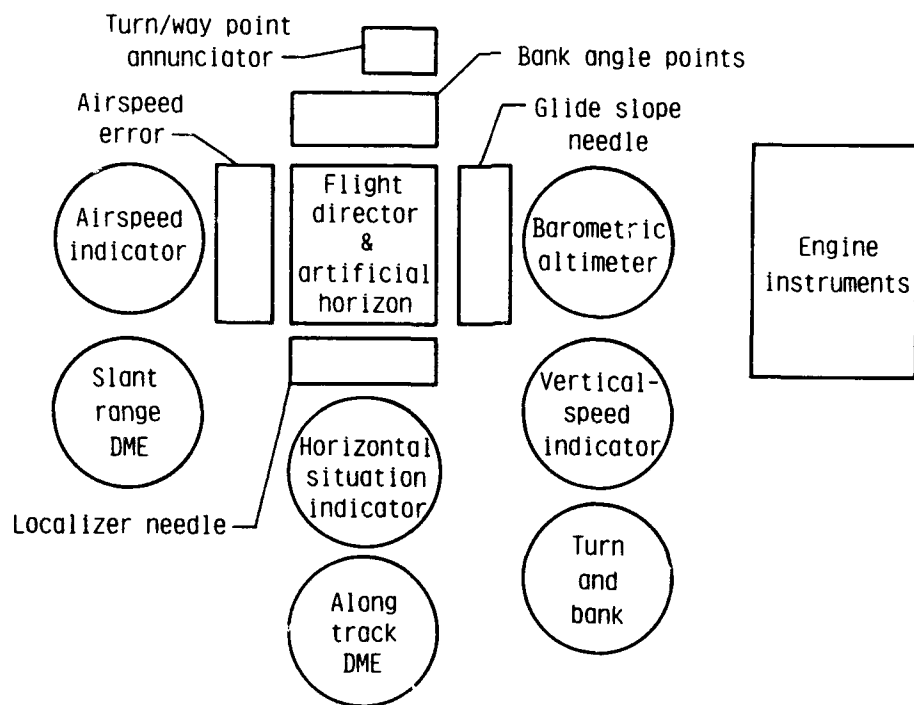 Turn/way point
annunciator
Bank angle points
Airspeed
error
Glide slope
needle
Airspeed
indicator
Flight
director
&
artificial
horizon
Barometric
altimeter
Engine
instruments
Slant
range
DME
Vertical-
speed
indicator
Horizontal
situation
indicator
Localizer needle
Turn
and
bank
Along
track
DME